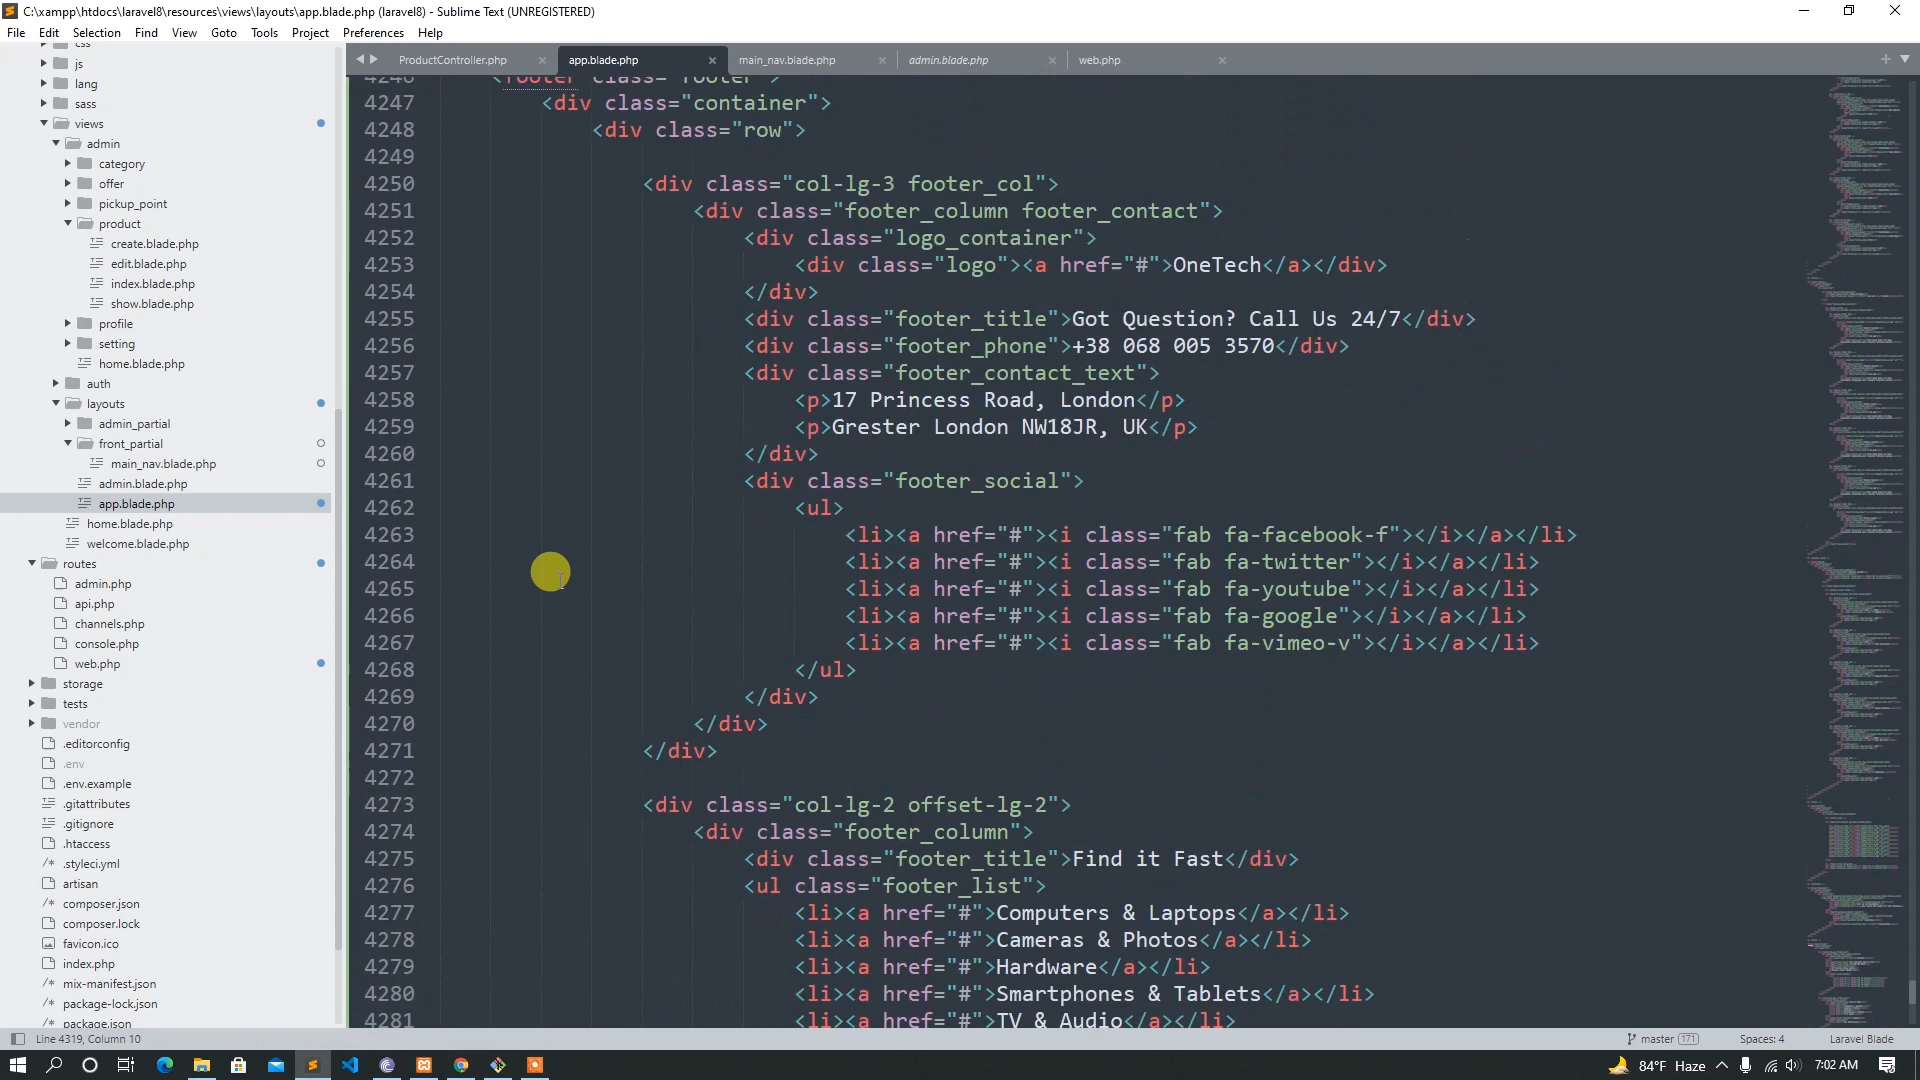 C:\xampp\htdocs\laravel8\resources\views\layouts\app.blade.php (laravel8) - Sublime Text (UNREGISTERED)
File Edit Selection Find View Goto Tools Project Preferences Help
css
js
lang
sass
views
admin
category
offer
pickup_point
product
create.blade.php
edit.blade.php
index.blade.php
show.blade.php
profile
setting
home.blade.php
auth
layouts
admin_partial
front_partial
main_nav.blade.php
admin.blade.php
app.blade.php
home.blade.php
welcome.blade.php
routes
admin.php
api.php
channels.php
console.php
web.php
storage
tests
vendor
.editorconfig
.env
.env.example
.gitattributes
.gitignore
.htaccess
.styleci.yml
artisan
composer.json
composer.lock
favicon.ico
index.php
mix-manifest.json
package-lock.json
package.json
ProductController.php app.blade.php main_nav.blade.php admin.blade.php web.php
4246 <footer class="footer">
4247 <div class="container">
4248 <div class="row">
4249
4250 <div class="col-lg-3 footer_col">
4251 <div class="footer_column footer_contact">
4252 <div class="logo_container">
4253 <div class="logo"><a href="#">OneTech</a></div>
4254 </div>
4255 <div class="footer_title">Got Question? Call Us 24/7</div>
4256 <div class="footer_phone">+38 068 005 3570</div>
4257 <div class="footer_contact_text">
4258 <p>17 Princess Road, London</p>
4259 <p>Grester London NW18JR, UK</p>
4260 </div>
4261 <div class="footer_social">
4262 <ul>
4263 <li><a href="#"><i class="fab fa-facebook-f"></i></a></li>
4264 <li><a href="#"><i class="fab fa-twitter"></i></a></li>
4265 <li><a href="#"><i class="fab fa-youtube"></i></a></li>
4266 <li><a href="#"><i class="fab fa-google"></i></a></li>
4267 <li><a href="#"><i class="fab fa-vimeo-v"></i></a></li>
4268 </ul>
4269 </div>
4270 </div>
4271 </div>
4272
4273 <div class="col-lg-2 offset-lg-2">
4274 <div class="footer_column">
4275 <div class="footer_title">Find it Fast</div>
4276 <ul class="footer_list">
4277 <li><a href="#">Computers & Laptops</a></li>
4278 <li><a href="#">Cameras & Photos</a></li>
4279 <li><a href="#">Hardware</a></li>
4280 <li><a href="#">Smartphones & Tablets</a></li>
4281 <li><a href="#">TV & Audio</a></li>
Line 4319, Column 10 master 171 Spaces: 4 Laravel Blade
84°F Haze 7:02 AM